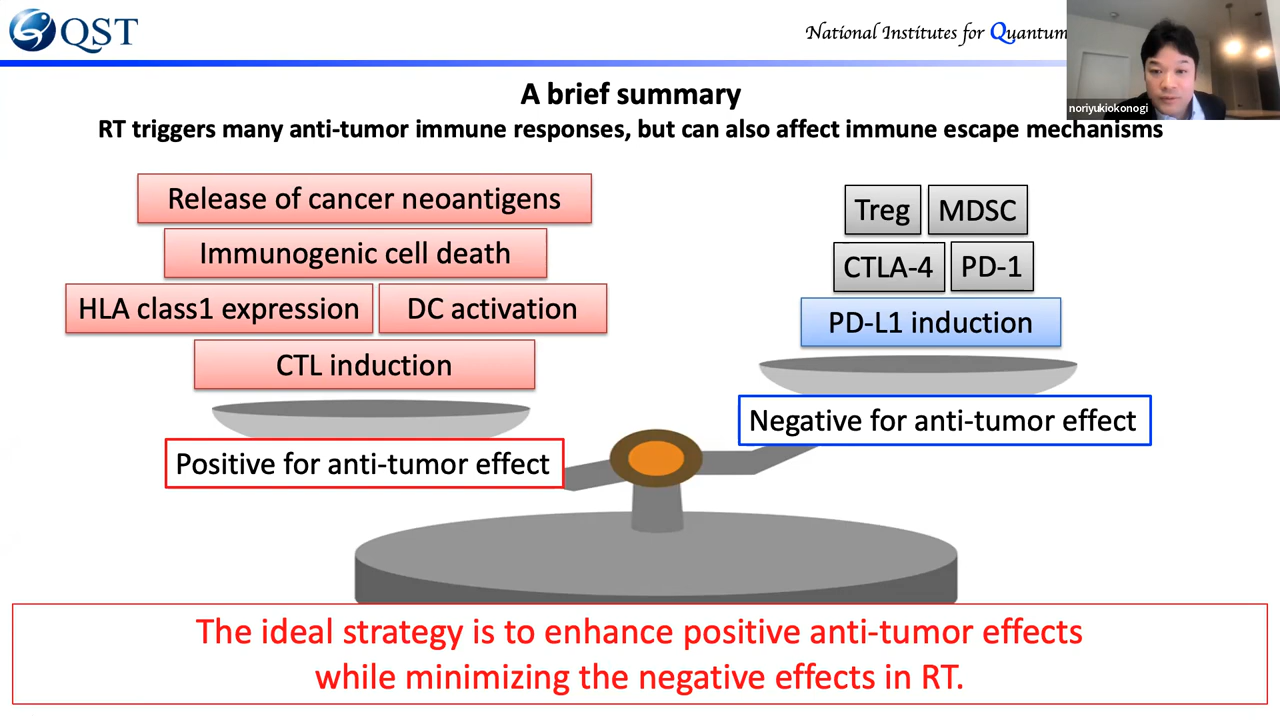 QST
National Institutes for Quantum
noriyukiokonogi
A brief summary
RT triggers many anti-tumor immune responses, but can also affect immune escape mechanisms
Release of cancer neoantigens
Immunogenic cell death
HLA class1 expression
DC activation
CTL induction
Positive for anti-tumor effect
Treg
MDSC
CTLA-4
PD-1
PD-L1 induction
Negative for anti-tumor effect
The ideal strategy is to enhance positive anti-tumor effects
while minimizing the negative effects in RT.